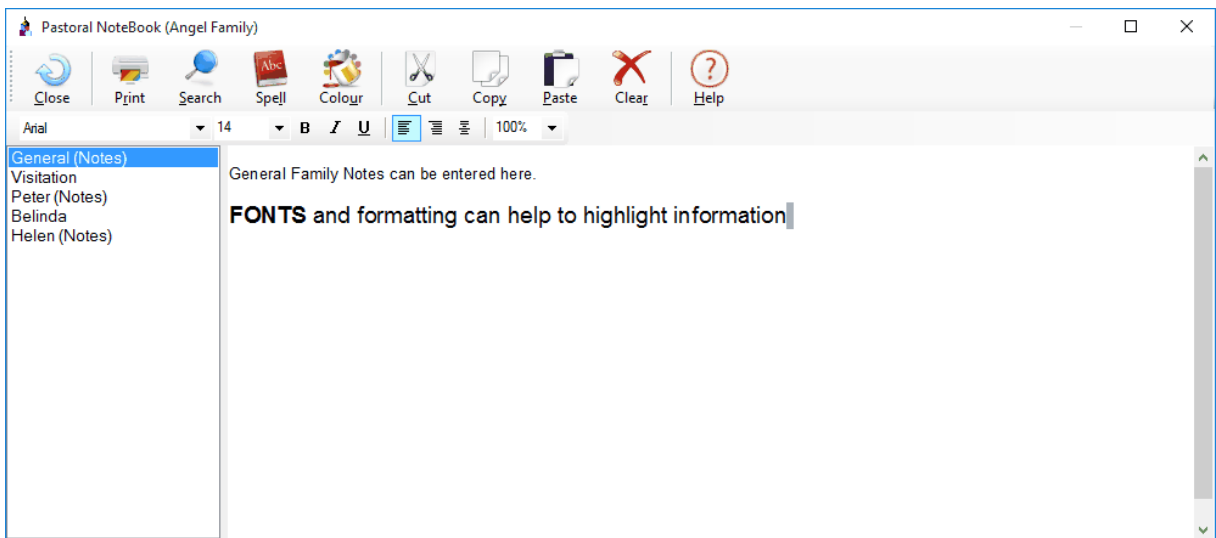 Pastoral NoteBook (Angel Family)
Close Print Search Abc Spell Colour Cut Copy Paste Clear ? Help
Arial 14 B I U 100%
General (Notes)
Visitation
Peter (Notes)
Belinda
Helen (Notes)
General Family Notes can be entered here.
FONTS and formatting can help to highlight information